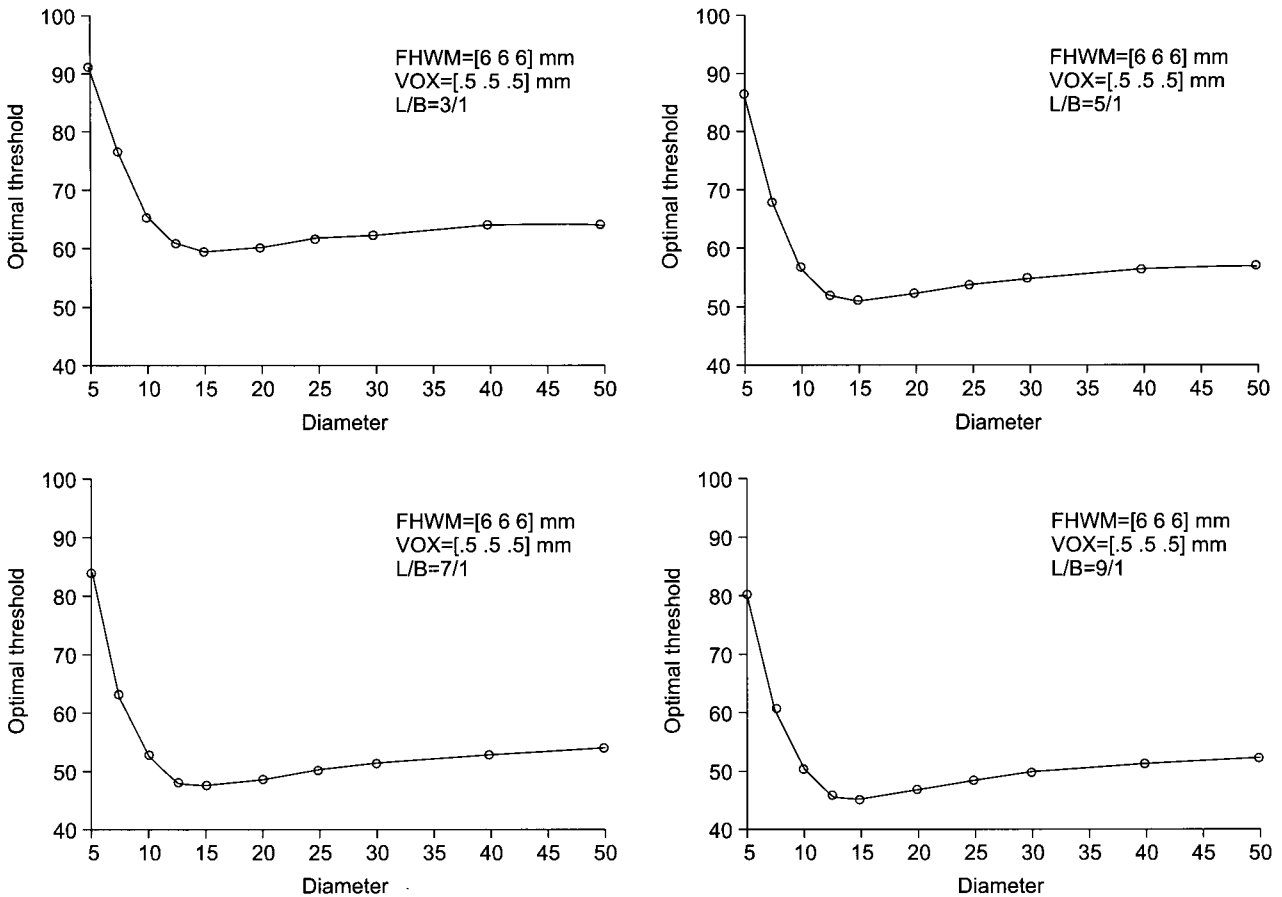 100
90
80
70
60
50
40
Optimal threshold
FHWM=[6 6 6] mm
VOX=[.5 .5 .5] mm
L/B=3/1
5 10 15 20 25 30 35 40 45 50
Diameter
100
90
80
70
60
50
40
Optimal threshold
FHWM=[6 6 6] mm
VOX=[.5 .5 .5] mm
L/B=5/1
5 10 15 20 25 30 35 40 45 50
Diameter
100
90
80
70
60
50
40
Optimal threshold
FHWM=[6 6 6] mm
VOX=[.5 .5 .5] mm
L/B=7/1
5 10 15 20 25 30 35 40 45 50
Diameter
100
90
80
70
60
50
40
Optimal threshold
FHWM=[6 6 6] mm
VOX=[.5 .5 .5] mm
L/B=9/1
5 10 15 20 25 30 35 40 45 50
Diameter